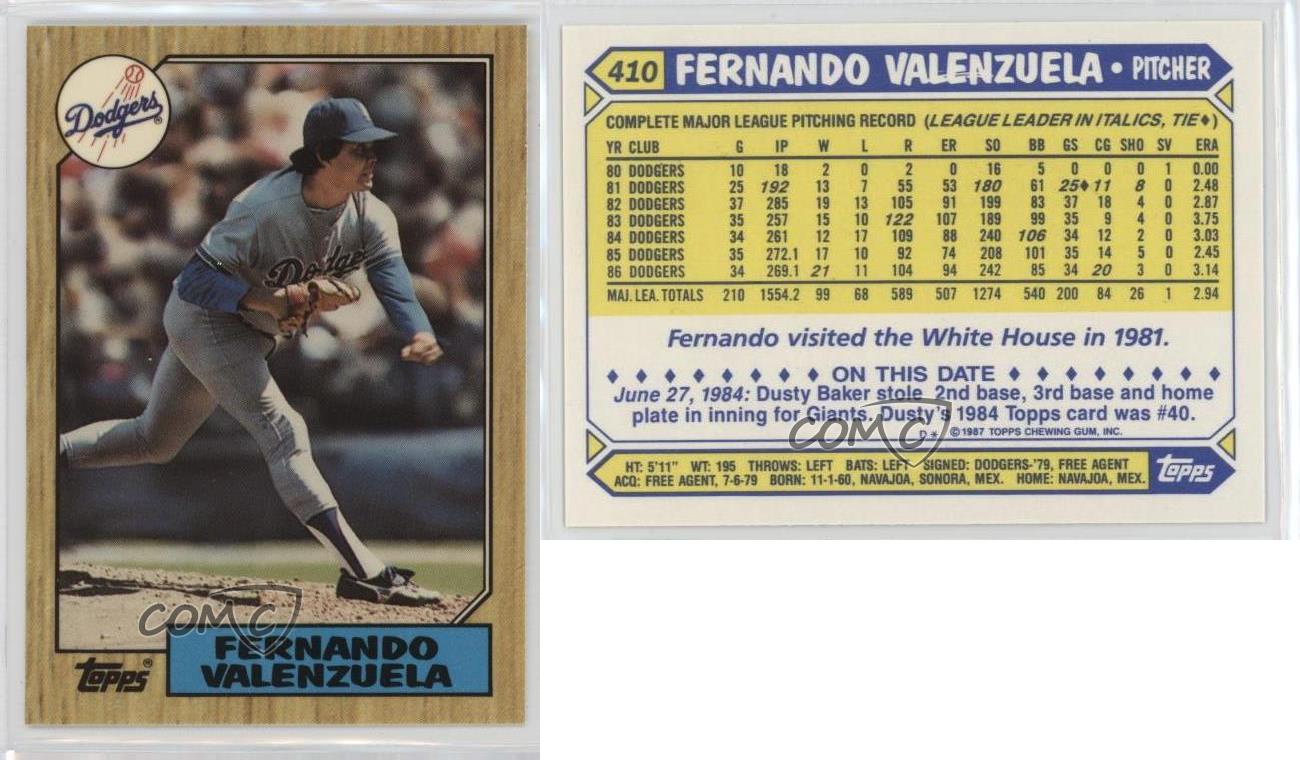 Dodgers®
Dodge
COMC
FERNANDO
VALENZUELA
Topps®
410 FERNANDO VALENZUELA • PITCHER
COMPLETE MAJOR LEAGUE PITCHING RECORD (LEAGUE LEADER IN ITALICS, TIE♦)
YR CLUB G IP W L R ER SO BB GS CG SHO SV ERA
80 DODGERS 10 18 2 0 2 0 16 5 0 0 0 1 0.00
81 DODGERS 25 192 13 7 55 53 180 61 25♦ 11 8 0 2.48
82 DODGERS 37 285 19 13 105 91 199 83 37 18 4 0 2.87
83 DODGERS 35 257 15 10 122 107 189 99 35 9 4 0 3.75
84 DODGERS 34 261 12 17 109 88 240 106 34 12 2 0 3.03
85 DODGERS 35 272.1 17 10 92 74 208 101 35 14 5 0 2.45
86 DODGERS 34 269.1 21 11 104 94 242 85 34 20 3 0 3.14
MAJ. LEA. TOTALS 210 1554.2 99 68 589 507 1274 540 200 84 26 1 2.94
Fernando visited the White House in 1981.
♦ ♦ ♦ ♦ ♦ ♦ ♦ ♦ ON THIS DATE ♦ ♦ ♦ ♦ ♦ ♦ ♦ ♦
June 27, 1984: Dusty Baker stole 2nd base, 3rd base and home
plate in inning for Giants. Dusty's 1984 Topps card was #40.
COMC
D* ©1987 TOPPS CHEWING GUM, INC.
HT: 5'11" WT: 195 THROWS: LEFT BATS: LEFT SIGNED: DODGERS-'79, FREE AGENT
ACQ: FREE AGENT, 7-6-79 BORN: 11-1-60, NAVAJOA, SONORA, MEX. HOME: NAVAJOA, MEX.
Topps